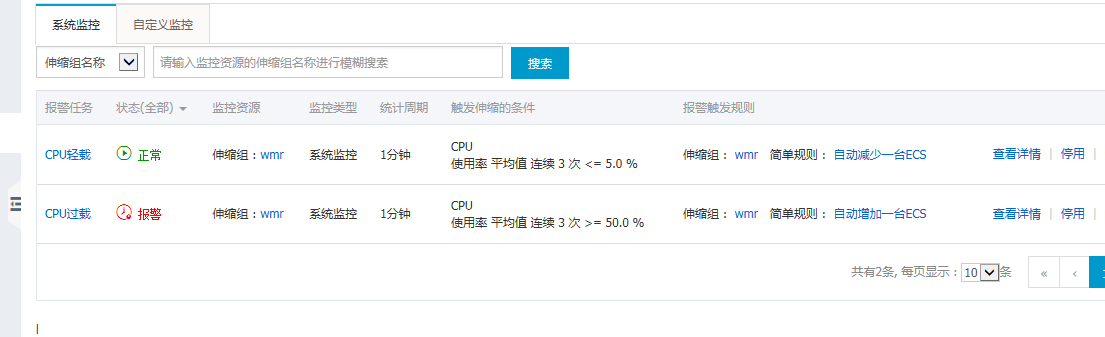 系统监控 自定义监控
伸缩组名称 请输入监控资源的伸缩组名称进行模糊搜索 搜索
报警任务 状态(全部) 监控资源 监控类型 统计周期 触发伸缩的条件 报警触发规则
CPU轻载 正常 伸缩组：wmr 系统监控 1分钟 CPU 伸缩组： wmr 简单规则： 自动减少一台ECS 查看详情 | 停用 |
使用率 平均值 连续 3 次 <= 5.0 %
CPU过载 报警 伸缩组：wmr 系统监控 1分钟 CPU 伸缩组： wmr 简单规则： 自动增加一台ECS 查看详情 | 停用 |
使用率 平均值 连续 3 次 >= 50.0 %
共有2条, 每页显示：10 条 « ‹